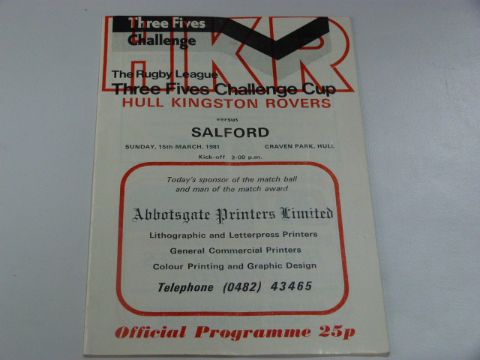 Three Fives
Challenge
HKR
The Rugby League
Three Fives Challenge Cup
HULL KINGSTON ROVERS
versus
SALFORD
SUNDAY, 15th MARCH, 1981 CRAVEN PARK, HULL
Kick-off 3-00 p.m.
Today's sponsor of the match ball
and man of the match award
Abbotsgate Printers Limited
Lithographic and Letterpress Printers
General Commercial Printers
Colour Printing and Graphic Design
Telephone (0482) 43465
Official Programme 25p